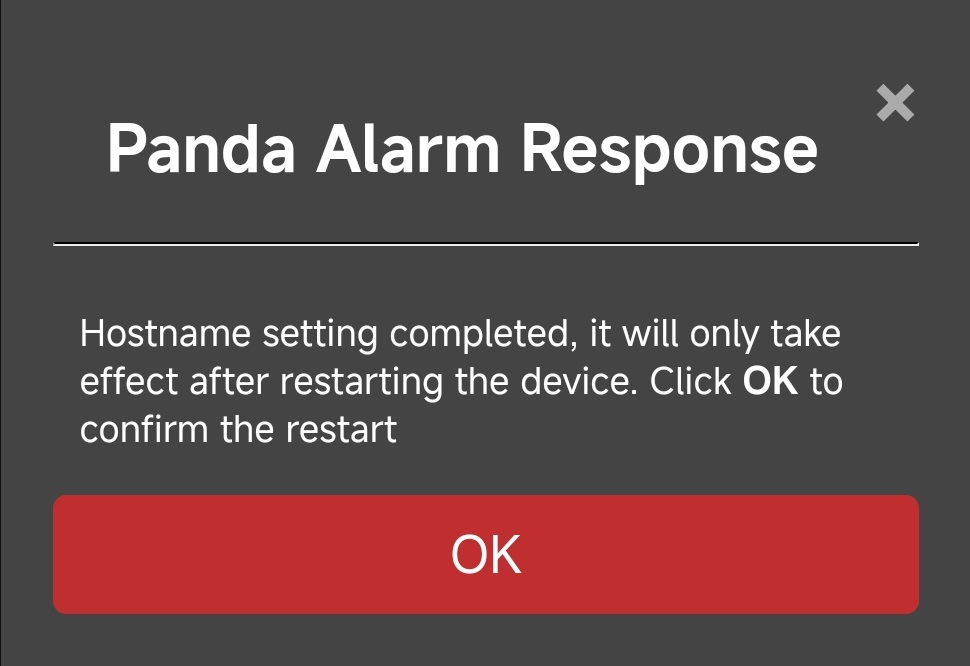 Panda Alarm Response
Hostname setting completed, it will only take
effect after restarting the device. Click OK to
confirm the restart
OK